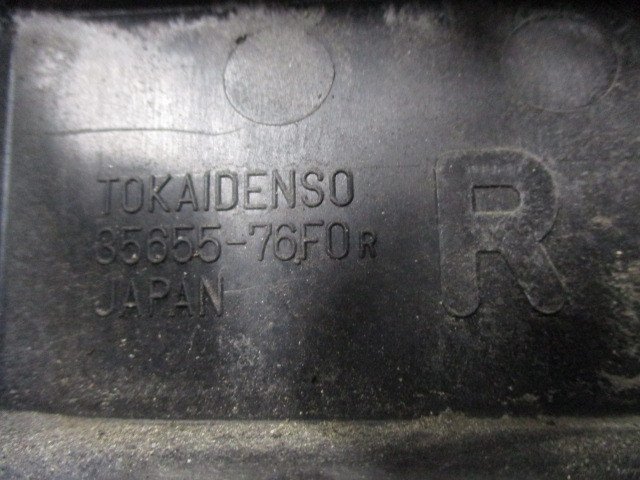 TOKAIDENSO
35655-76F0R
JAPAN
R